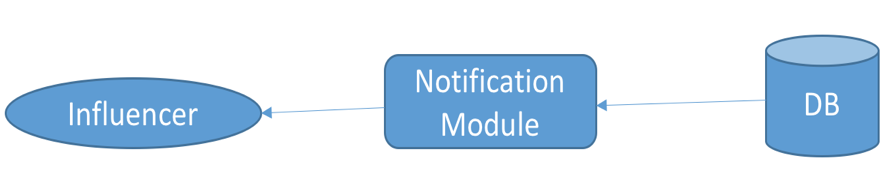 Influencer
Notification
Module
DB